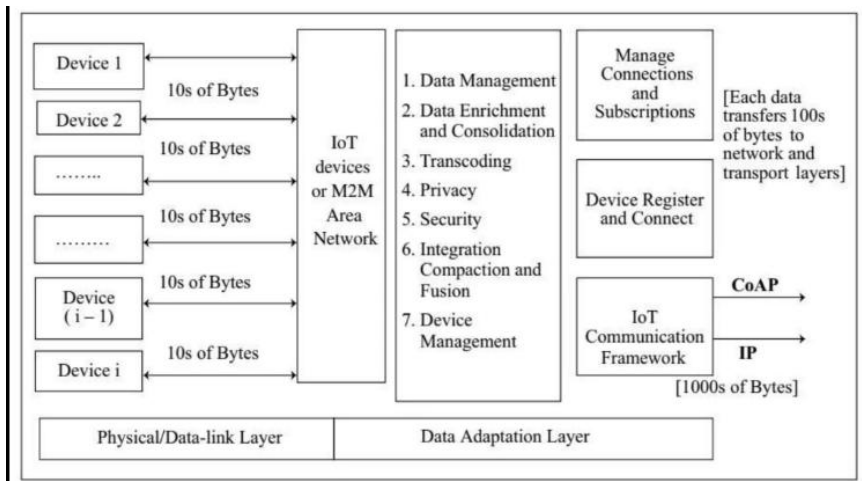 Device 1
10s of Bytes
Device 2
10s of Bytes
……..
10s of Bytes
………
10s of Bytes
Device
( i – 1)
10s of Bytes
Device i
IoT
devices
or M2M
Area
Network
1. Data Management
2. Data Enrichment
and Consolidation
3. Transcoding
4. Privacy
5. Security
6. Integration
Compaction and
Fusion
7. Device
Management
Manage
Connections
and
Subscriptions
[Each data
transfers 100s
of bytes to
network and
transport layers]
Device Register
and Connect
IoT
Communication
Framework
CoAP
IP
[1000s of Bytes]
Physical/Data-link Layer
Data Adaptation Layer